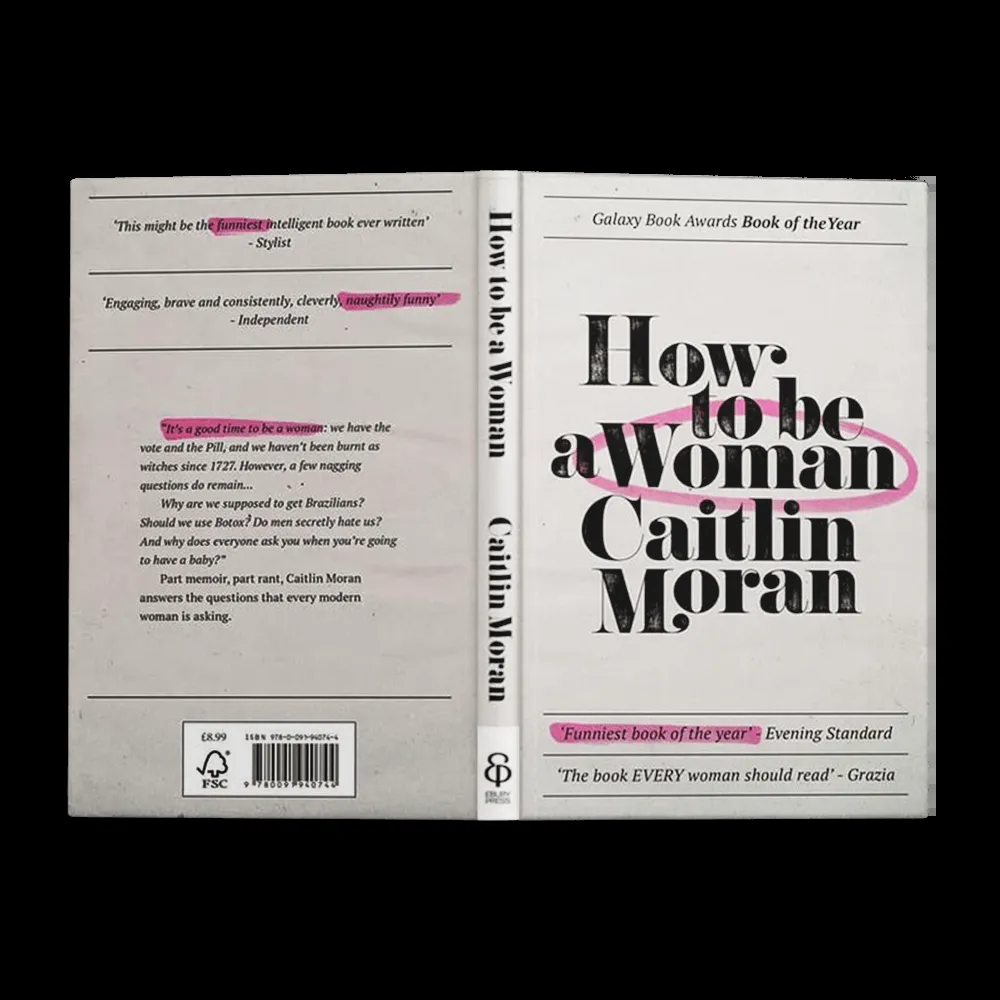 ‘This might be the funniest intelligent book ever written’
- Stylist
‘Engaging, brave and consistently, cleverly, naughtily funny’
- Independent
“It’s a good time to be a woman: we have the
vote and the Pill, and we haven’t been burnt as
witches since 1727. However, a few nagging
questions do remain...
Why are we supposed to get Brazilians?
Should we use Botox? Do men secretly hate us?
And why does everyone ask you when you’re going
to have a baby?”
Part memoir, part rant, Caitlin Moran
answers the questions that every modern
woman is asking.
£8.99
FSC
ISBN 978-0-091-94074-4
9 780091 940744
How to be a Woman
Caitlin Moran
EBURY
PRESS
Galaxy Book Awards Book of the Year
How
to be
a Woman
Caitlin
Moran
‘Funniest book of the year’ - Evening Standard
‘The book EVERY woman should read’ - Grazia